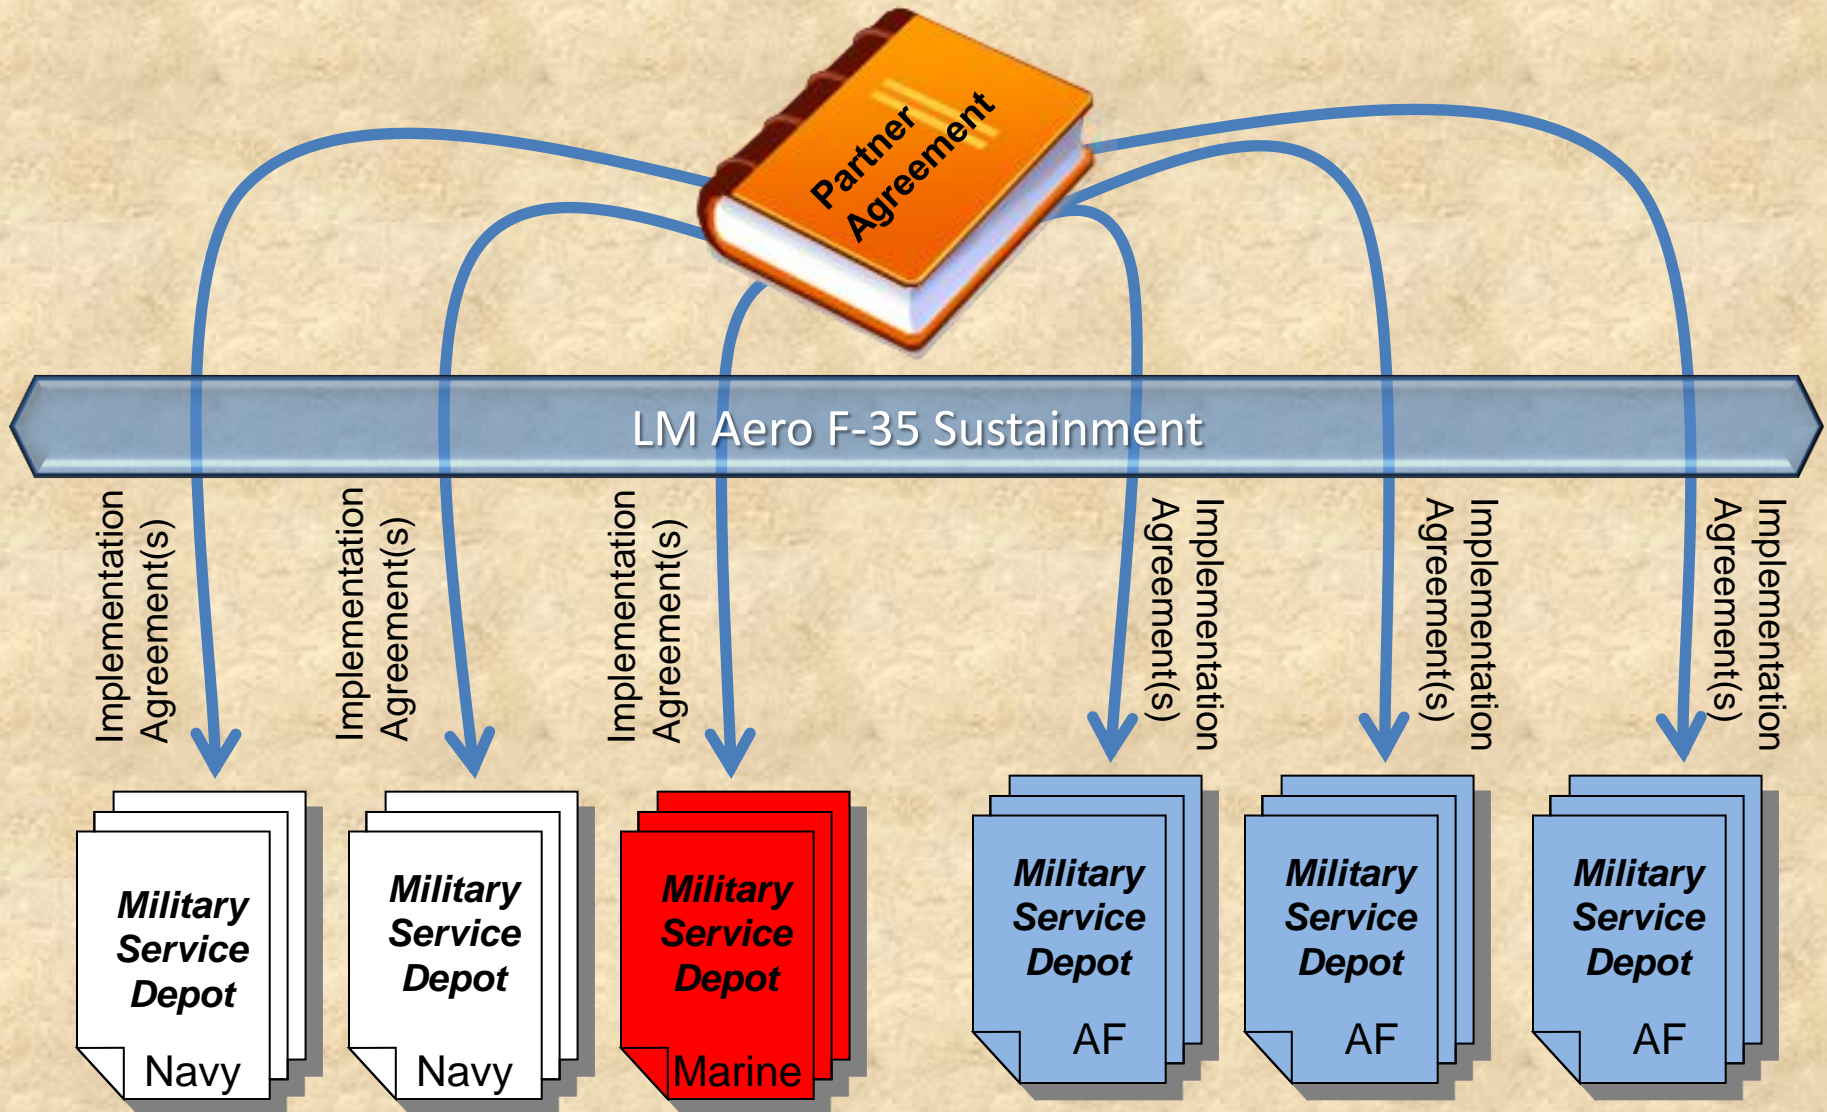 Partner
Agreement
LM Aero F-35 Sustainment
Implementation
Agreement(s)
Implementation
Agreement(s)
Implementation
Agreement(s)
Implementation
Agreement(s)
Implementation
Agreement(s)
Implementation
Agreement(s)
Military
Service
Depot
Navy
Military
Service
Depot
Navy
Military
Service
Depot
Marine
Military
Service
Depot
AF
Military
Service
Depot
AF
Military
Service
Depot
AF